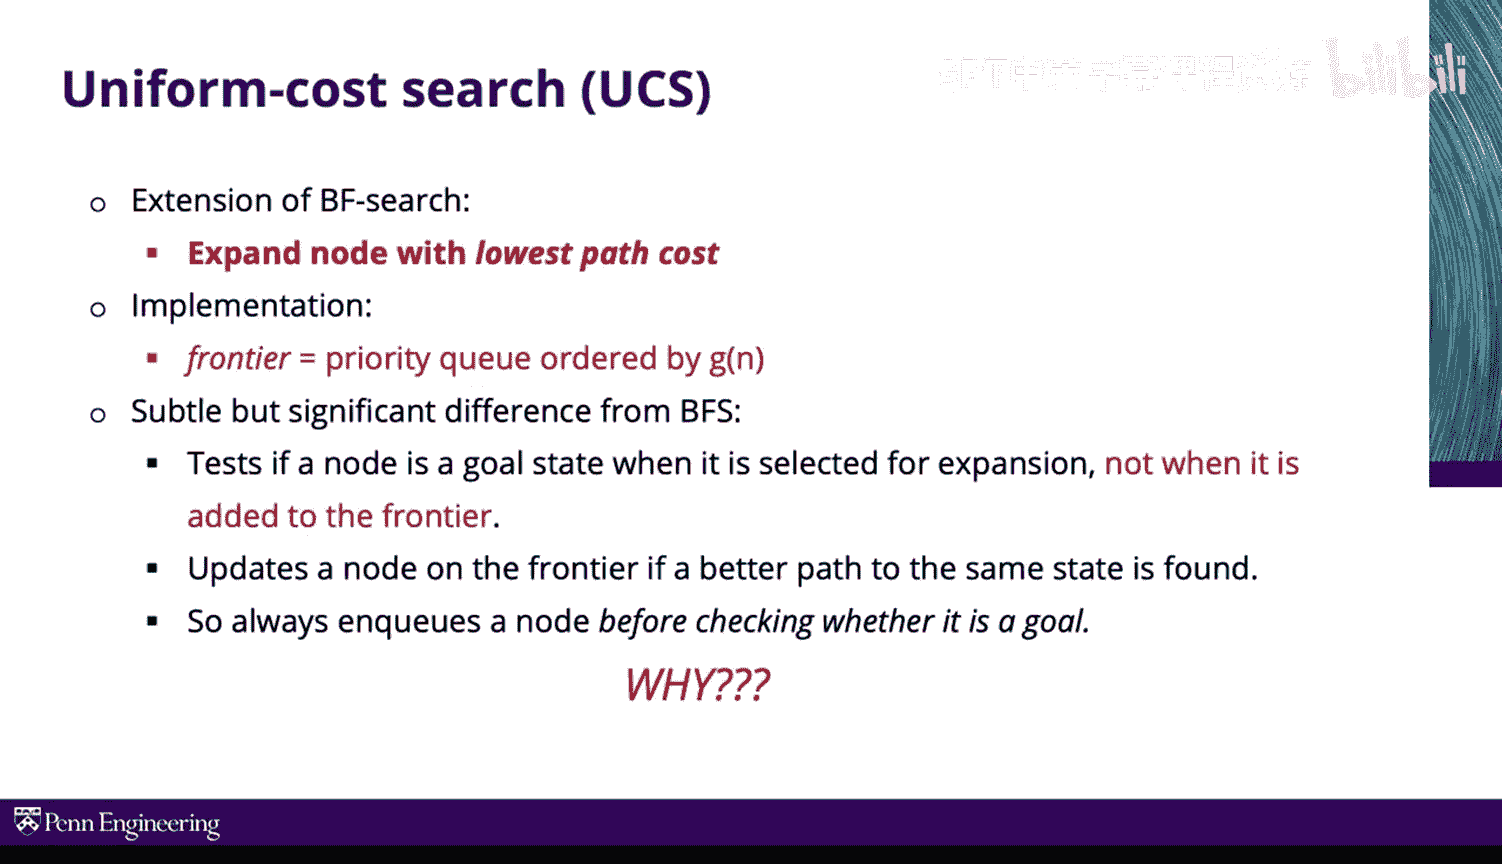 Uniform-cost search (UCS)
bilibili
Extension of BF-search:
Expand node with lowest path cost
Implementation:
frontier = priority queue ordered by g(n)
Subtle but significant difference from BFS:
Tests if a node is a goal state when it is selected for expansion, not when it is
added to the frontier.
Updates a node on the frontier if a better path to the same state is found.
So always enqueues a node before checking whether it is a goal.
WHY???
Penn Engineering